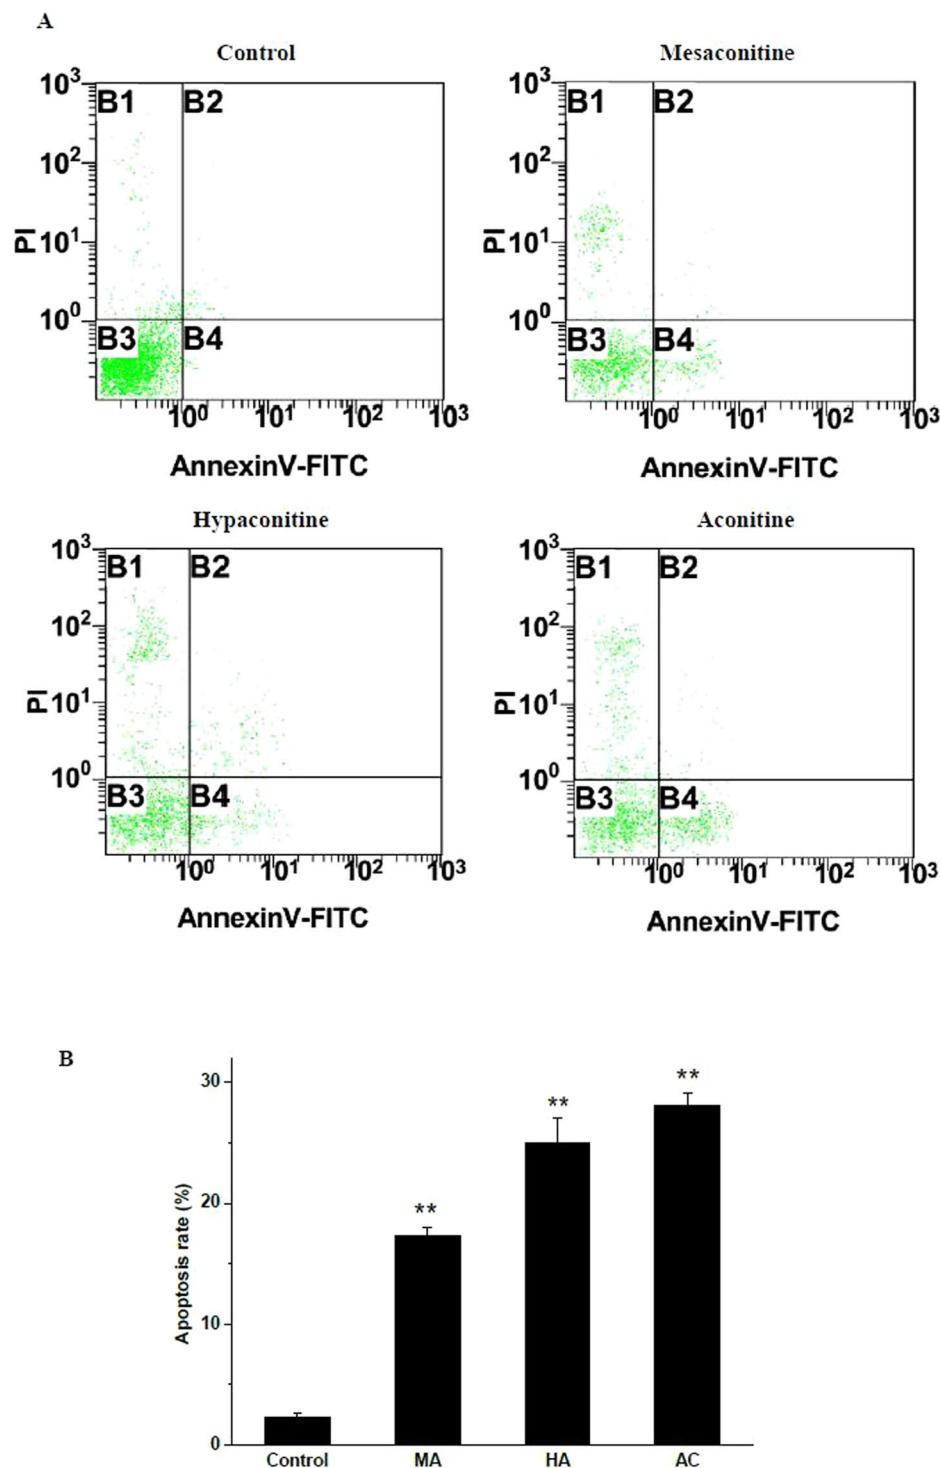 A
Control
Mesaconitine
10³
B1
B2
10²
PI
10¹
10⁰
B3
B4
10⁰ 10¹ 10² 10³
AnnexinV-FITC
10³
B1
B2
10²
PI
10¹
10⁰
B3
B4
10⁰ 10¹ 10² 10³
AnnexinV-FITC
Hypaconitine
Aconitine
10³
B1
B2
10²
PI
10¹
10⁰
B3
B4
10⁰ 10¹ 10² 10³
AnnexinV-FITC
10³
B1
B2
10²
PI
10¹
10⁰
B3
B4
10⁰ 10¹ 10² 10³
AnnexinV-FITC
B
Apoptosis rate (%)
30
20
10
0
**
**
**
Control MA HA AC